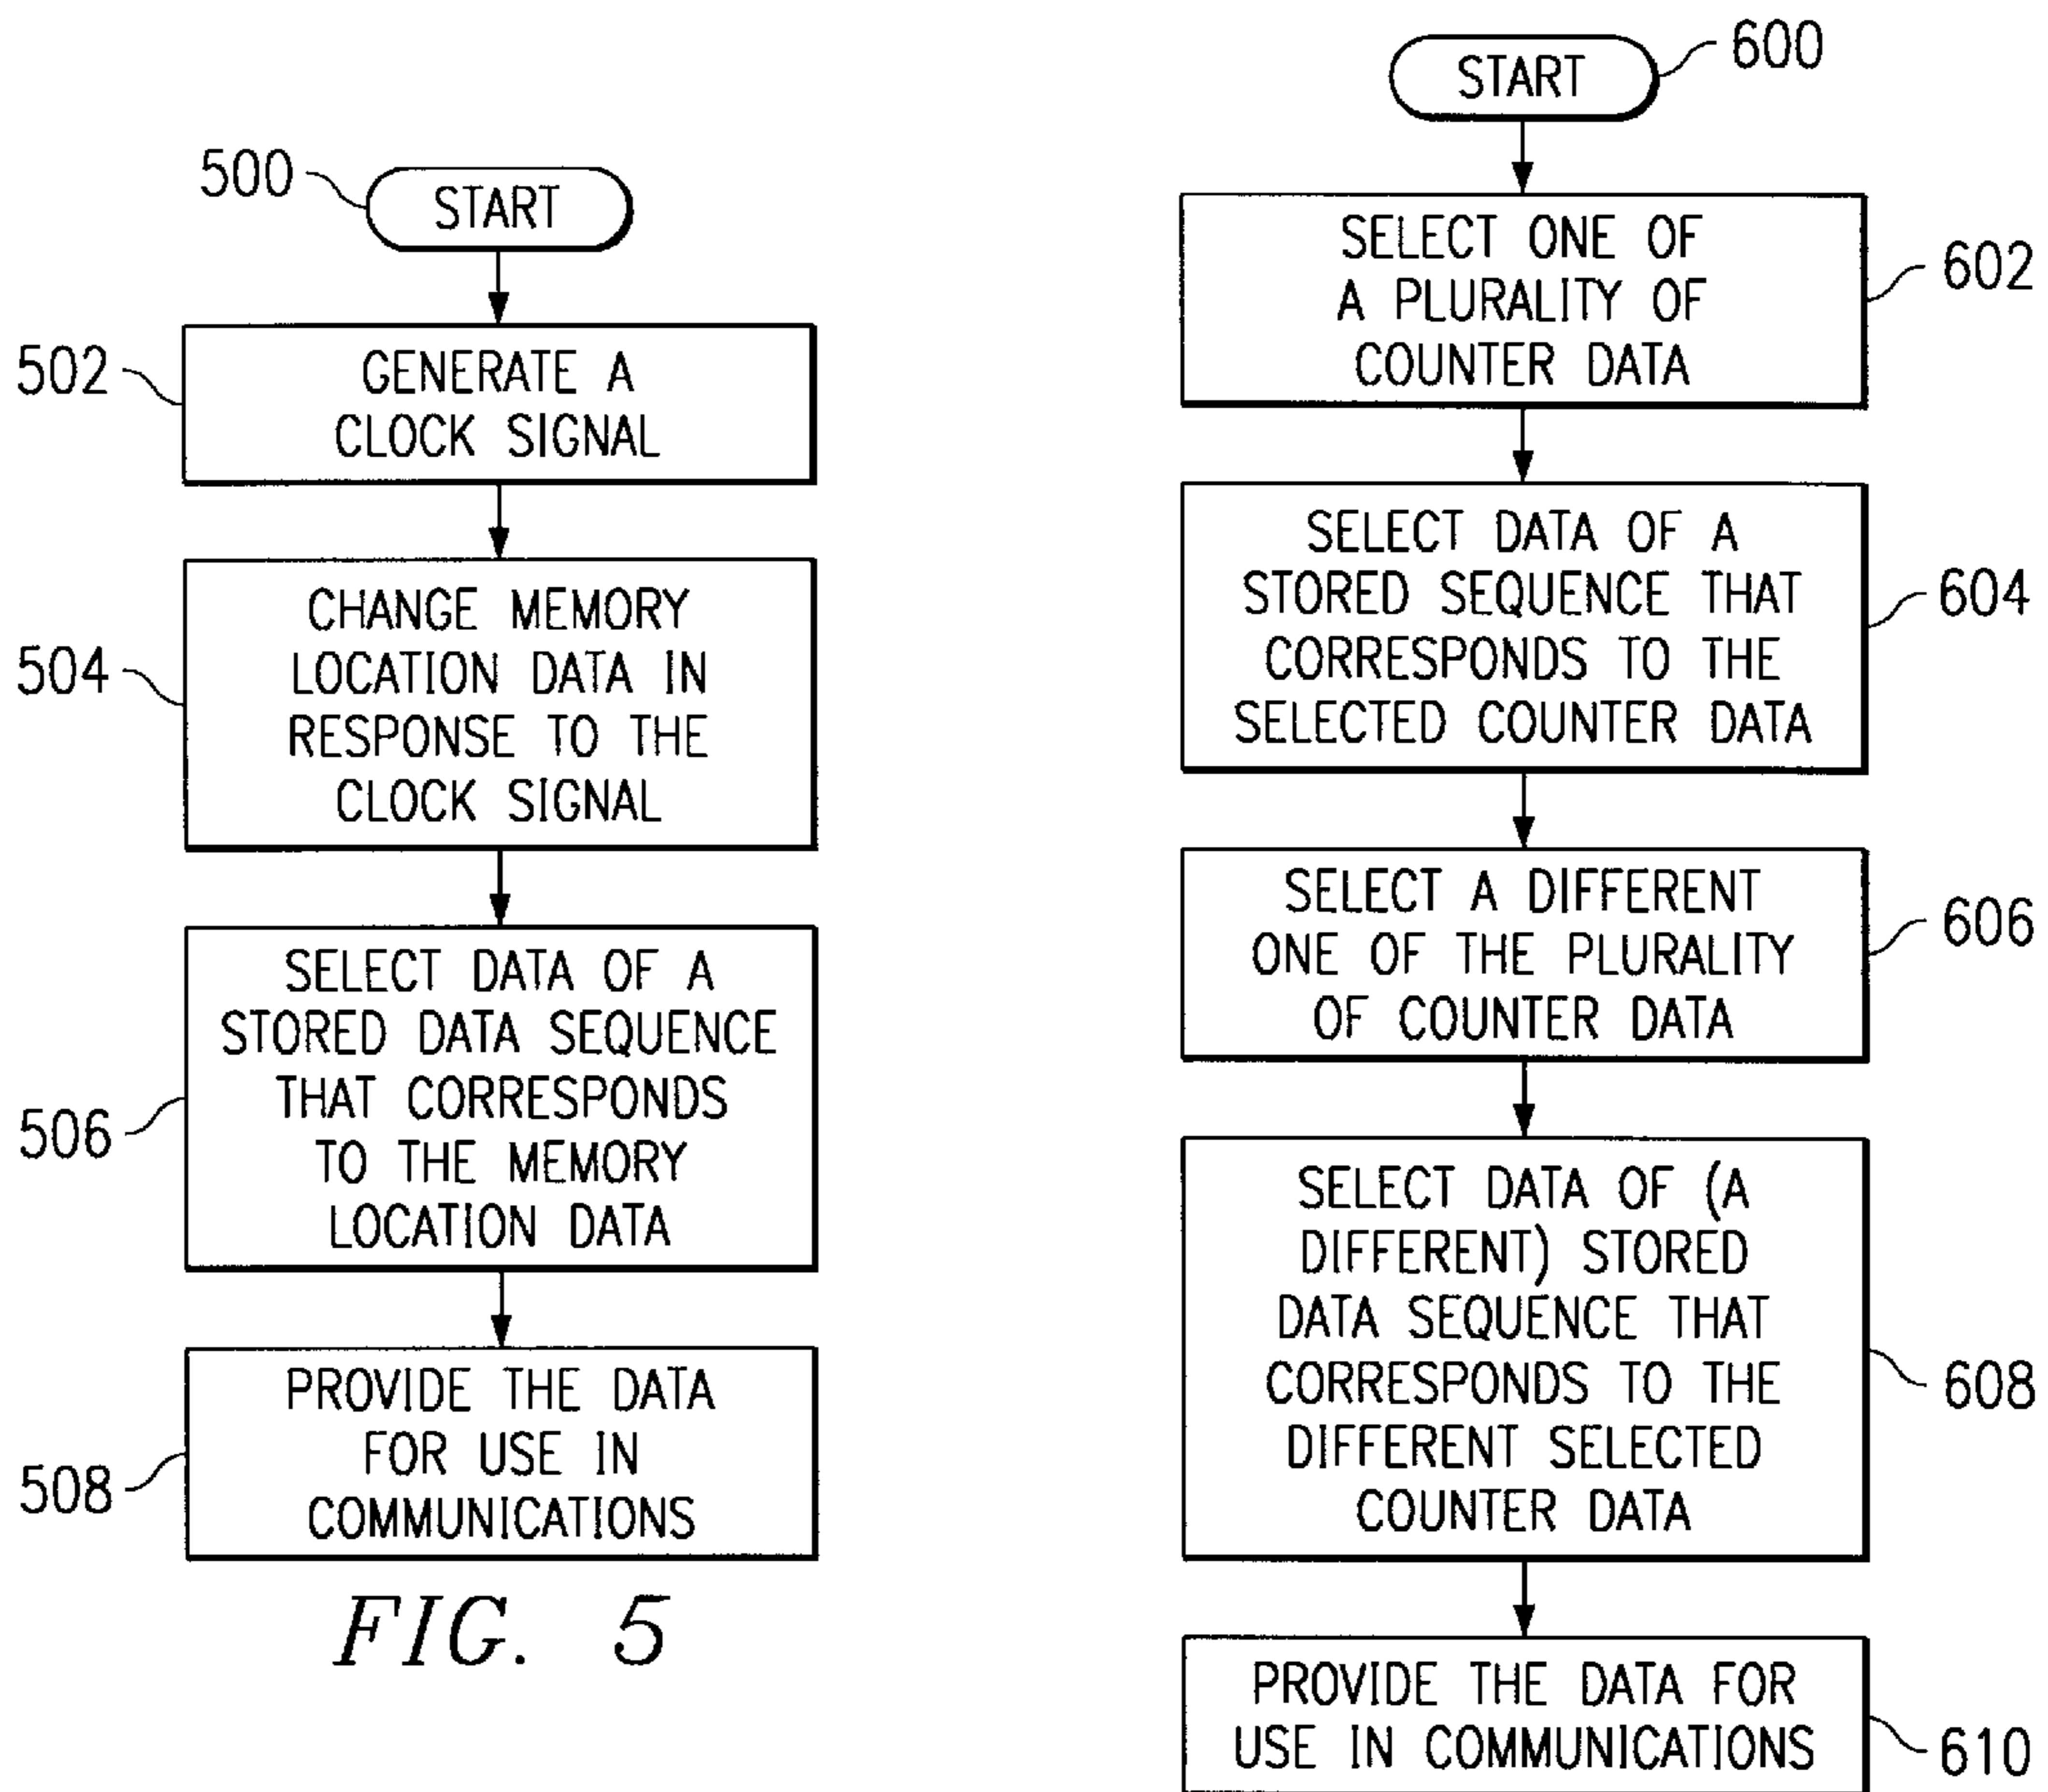 500
START
502
GENERATE A
CLOCK SIGNAL
504
CHANGE MEMORY
LOCATION DATA IN
RESPONSE TO THE
CLOCK SIGNAL
506
SELECT DATA OF A
STORED DATA SEQUENCE
THAT CORRESPONDS
TO THE MEMORY
LOCATION DATA
508
PROVIDE THE DATA
FOR USE IN
COMMUNICATIONS
FIG. 5
START
600
SELECT ONE OF
A PLURALITY OF
COUNTER DATA
602
SELECT DATA OF A
STORED SEQUENCE THAT
CORRESPONDS TO THE
SELECTED COUNTER DATA
604
SELECT A DIFFERENT
ONE OF THE PLURALITY
OF COUNTER DATA
606
SELECT DATA OF (A
DIFFERENT) STORED
DATA SEQUENCE THAT
CORRESPONDS TO THE
DIFFERENT SELECTED
COUNTER DATA
608
PROVIDE THE DATA FOR
USE IN COMMUNICATIONS
610